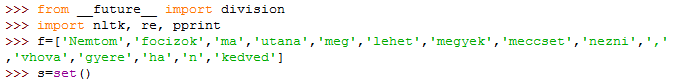 >>> from __future__ import division
>>> import nltk, re, pprint
>>> f=['Nemtom','focizok','ma','utana','meg','lehet','megyek','meccset','nezni',','
,'vhova','gyere','ha','n','kedved']
>>> s=set()